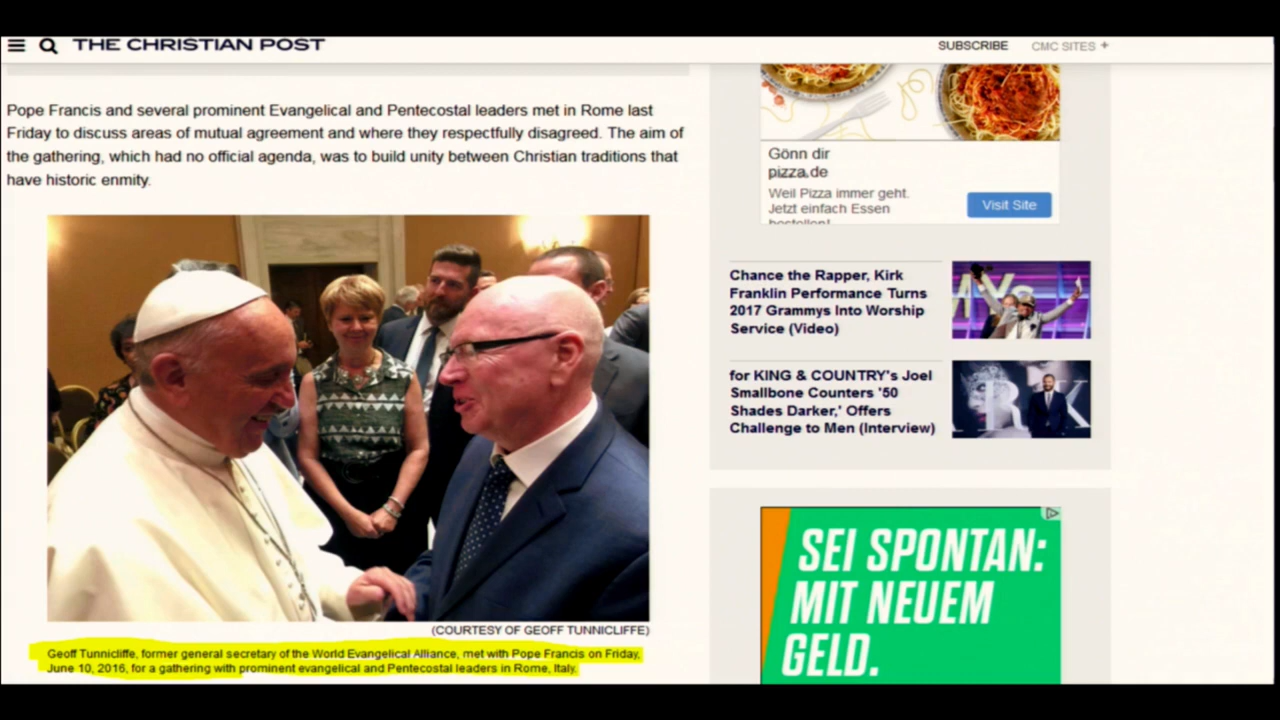 THE CHRISTIAN POST
SUBSCRIBE
CMC SITES +
Pope Francis and several prominent Evangelical and Pentecostal leaders met in Rome last
Friday to discuss areas of mutual agreement and where they respectfully disagreed. The aim of
the gathering, which had no official agenda, was to build unity between Christian traditions that
have historic enmity.
(COURTESY OF GEOFF TUNNICLIFFE)
Geoff Tunnicliffe, former general secretary of the World Evangelical Alliance, met with Pope Francis on Friday,
June 10, 2016, for a gathering with prominent evangelical and Pentecostal leaders in Rome, Italy.
Gönn dir
pizza.de
Weil Pizza immer geht.
Jetzt einfach Essen
bestellen!
Visit Site
Chance the Rapper, Kirk
Franklin Performance Turns
2017 Grammys Into Worship
Service (Video)
for KING & COUNTRY's Joel
Smallbone Counters '50
Shades Darker,' Offers
Challenge to Men (Interview)
SEI SPONTAN:
MIT NEUEM
GELD.